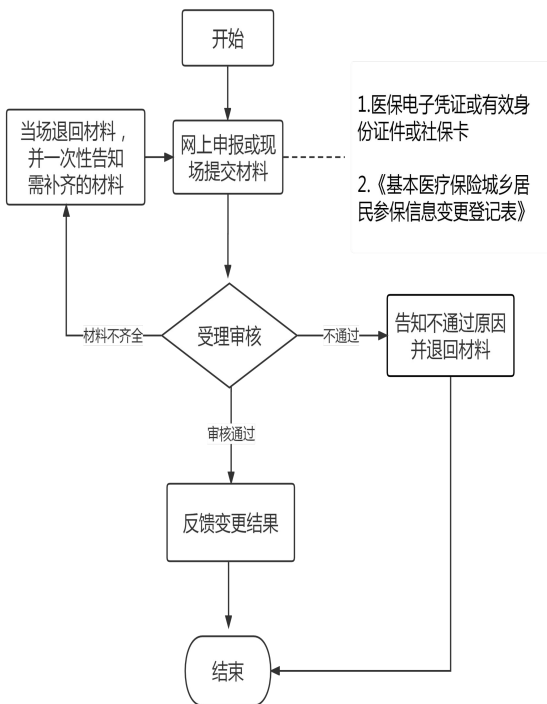 开始
1.医保电子凭证或有效身
份证件或社保卡
2.《基本医疗保险城乡居
民参保信息变更登记表》
当场退回材料，
并一次性告知
需补齐的材料
网上申报或现
场提交材料
材料不齐全
受理审核
不通过
告知不通过原因
并退回材料
审核通过
反馈变更结果
结束